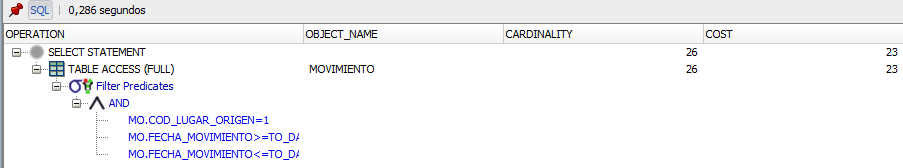 SQL | 0,286 segundos
OPERATION OBJECT_NAME CARDINALITY COST
SELECT STATEMENT 26 23
TABLE ACCESS (FULL) MOVIMIENTO 26 23
Filter Predicates
AND
MO.COD_LUGAR_ORIGEN=1
MO.FECHA_MOVIMIENTO>=TO_DA
MO.FECHA_MOVIMIENTO<=TO_DA